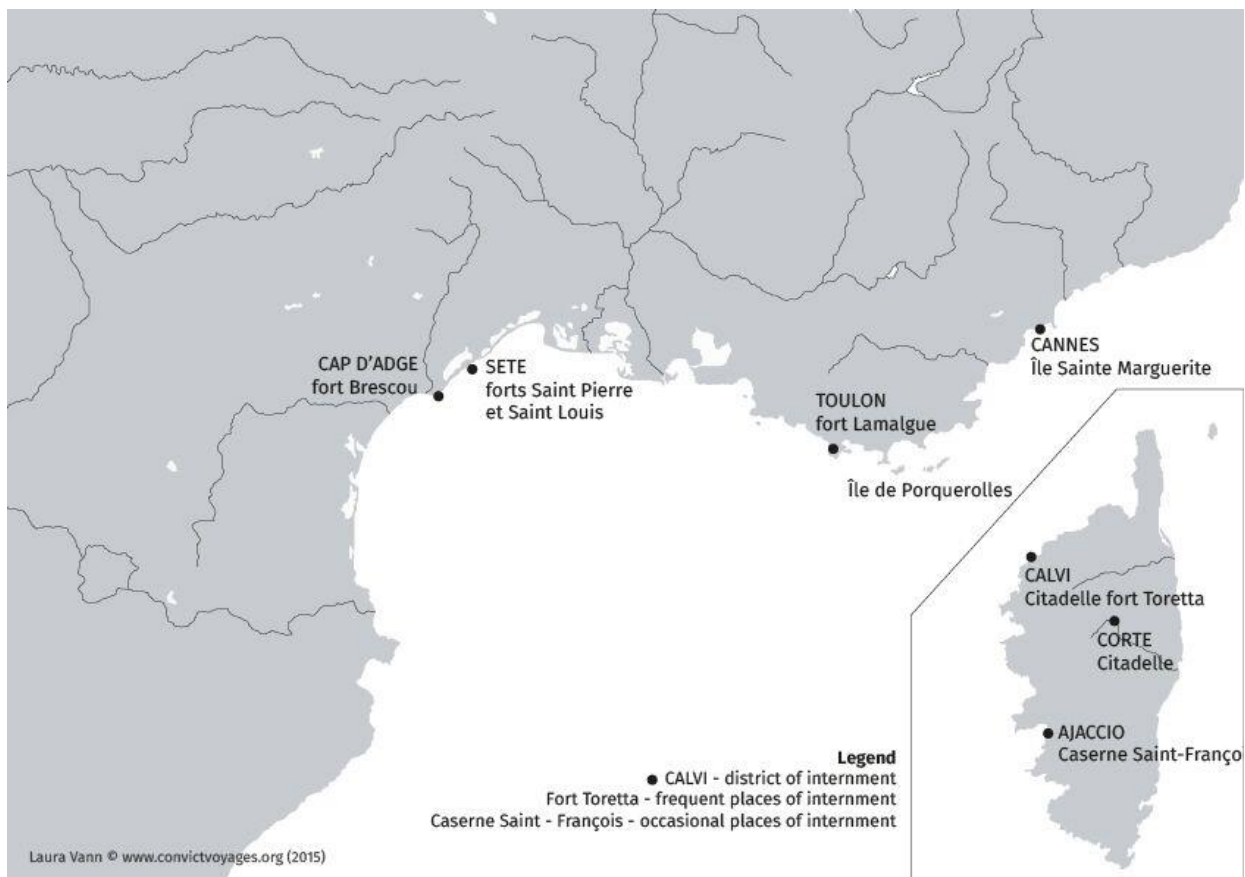 CAP D'ADGE
fort Brescou
SETE
forts Saint Pierre
et Saint Louis
CANNES
Île Sainte Marguerite
TOULON
fort Lamalgue
Île de Porquerolles
CALVI
Citadelle fort Toretta
CORTE
Citadelle
AJACCIO
Caserne Saint-Franço
Legend
CALVI - district of internment
Fort Toretta - frequent places of internment
Caserne Saint - François - occasional places of internment
Laura Vann © www.convictvoyages.org (2015)